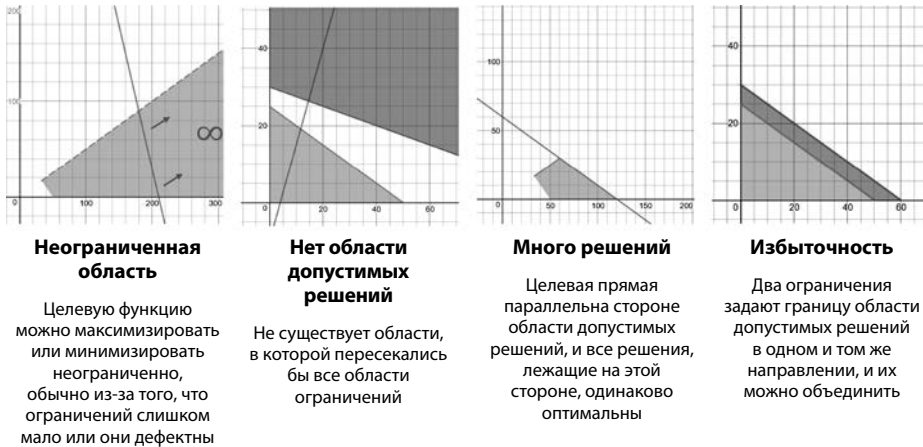 200
100
0
100
200
300
∞
Неограниченная
область
Целевую функцию
можно максимизировать
или минимизировать
неограниченно,
обычно из-за того, что
ограничений слишком
мало или они дефектны
40
20
0
20
40
60
Нет области
допустимых
решений
Не существует области,
в которой пересекались
бы все области
ограничений
100
50
0
50
100
150
200
Много решений
Целевая прямая
параллельна стороне
области допустимых
решений, и все решения,
лежащие на этой
стороне, одинаково
оптимальны
40
20
0
20
40
60
Избыточность
Два ограничения
задают границу области
допустимых решений
в одном и том же
направлении, и их
можно объединить